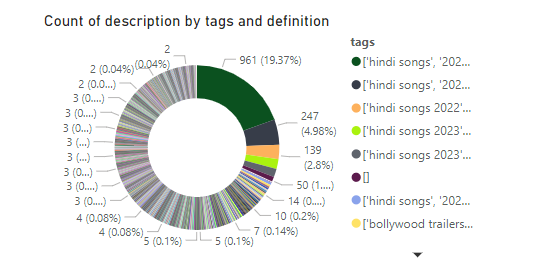 Count of description by tags and definition
2
2 (0.04%)
(0.04%)
2 (0.0...)
3 (0....)
3 (0...)
3 (...)
3 (...)
3 (0...)
3 (0....)
3 (0....)
4 (0.08%)
4 (0.08%)
5 (0.1%)
5 (0.1%)
7 (0.14%)
10 (0.2%)
14 (0....)
50 (1....)
139
(2.8%)
247
(4.98%)
961 (19.37%)
tags
['hindi songs', '202...
['hindi songs', '202...
['hindi songs 2022'...
['hindi songs 2023'...
['hindi songs 2023'...
[]
['hindi songs', '202...
['bollywood trailers...